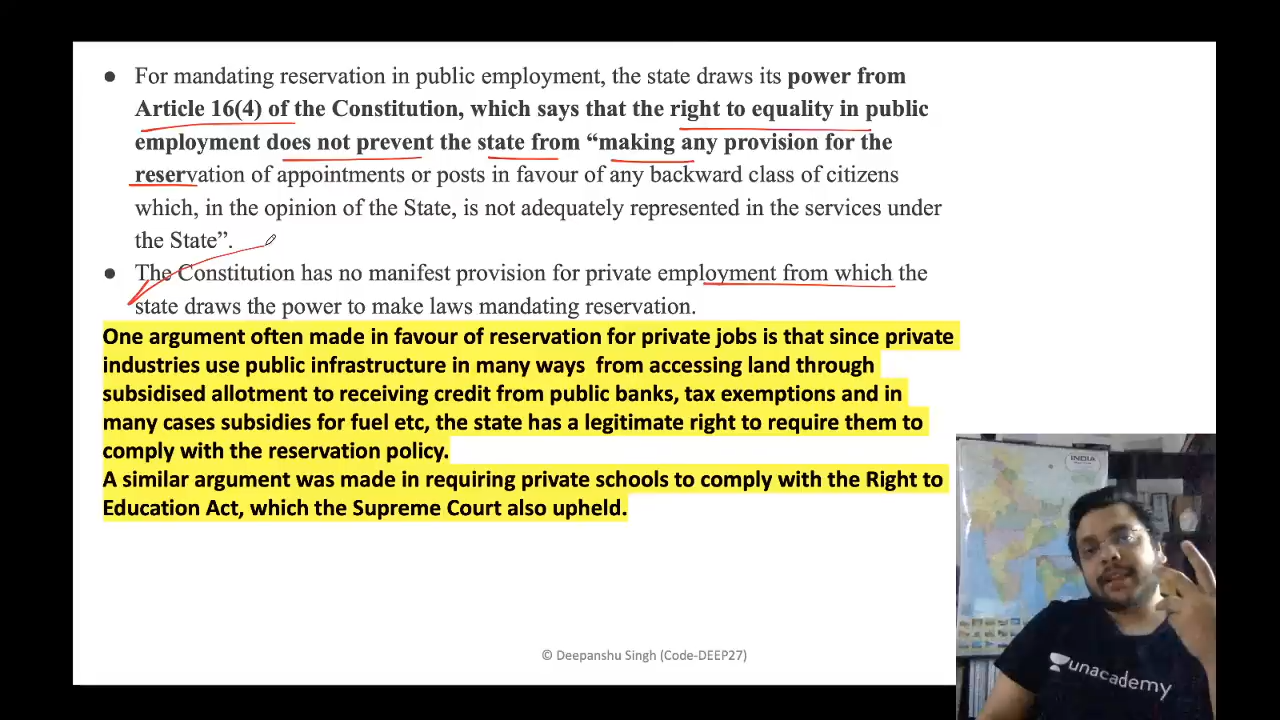 ● For mandating reservation in public employment, the state draws its power from
Article 16(4) of the Constitution, which says that the right to equality in public
employment does not prevent the state from “making any provision for the
reservation of appointments or posts in favour of any backward class of citizens
which, in the opinion of the State, is not adequately represented in the services under
the State”.
● The Constitution has no manifest provision for private employment from which the
state draws the power to make laws mandating reservation.
One argument often made in favour of reservation for private jobs is that since private
industries use public infrastructure in many ways from accessing land through
subsidised allotment to receiving credit from public banks, tax exemptions and in
many cases subsidies for fuel etc, the state has a legitimate right to require them to
comply with the reservation policy.
A similar argument was made in requiring private schools to comply with the Right to
Education Act, which the Supreme Court also upheld.
INDIA
unacademy
© Deepanshu Singh (Code-DEEP27)